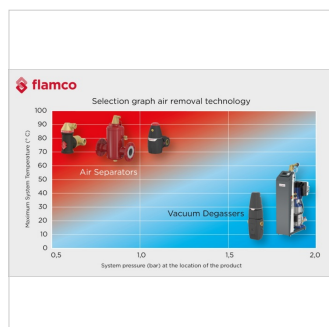 flamco
Selection graph air removal technology
Maximum System Temperature (° C)
100
90
80
70
60
50
40
30
20
10
0
Air Separators
Vacuum Degassers
0,5
1,0
1,5
2,0
System pressure (bar) at the location of the product